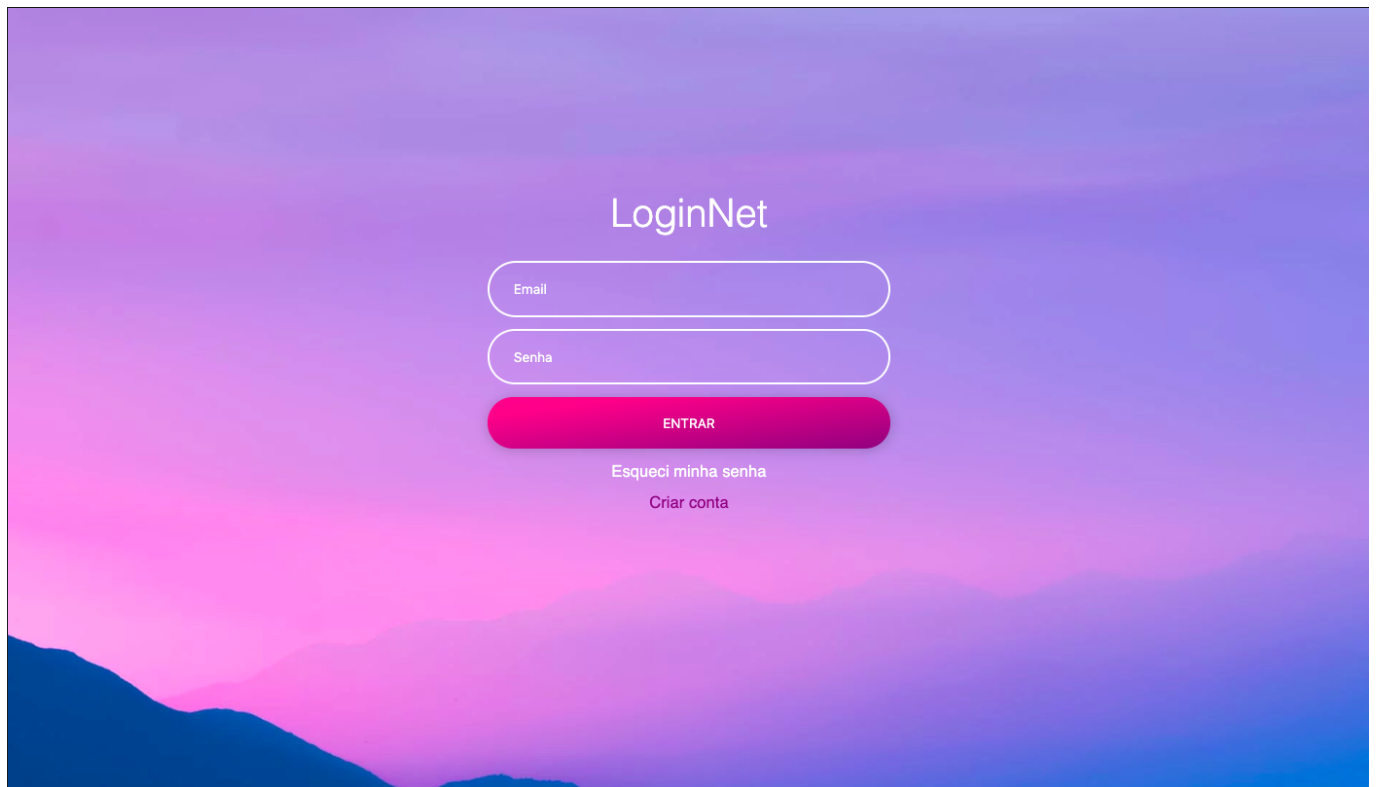 LoginNet
Email
Senha
ENTRAR
Esqueci minha senha
Criar conta